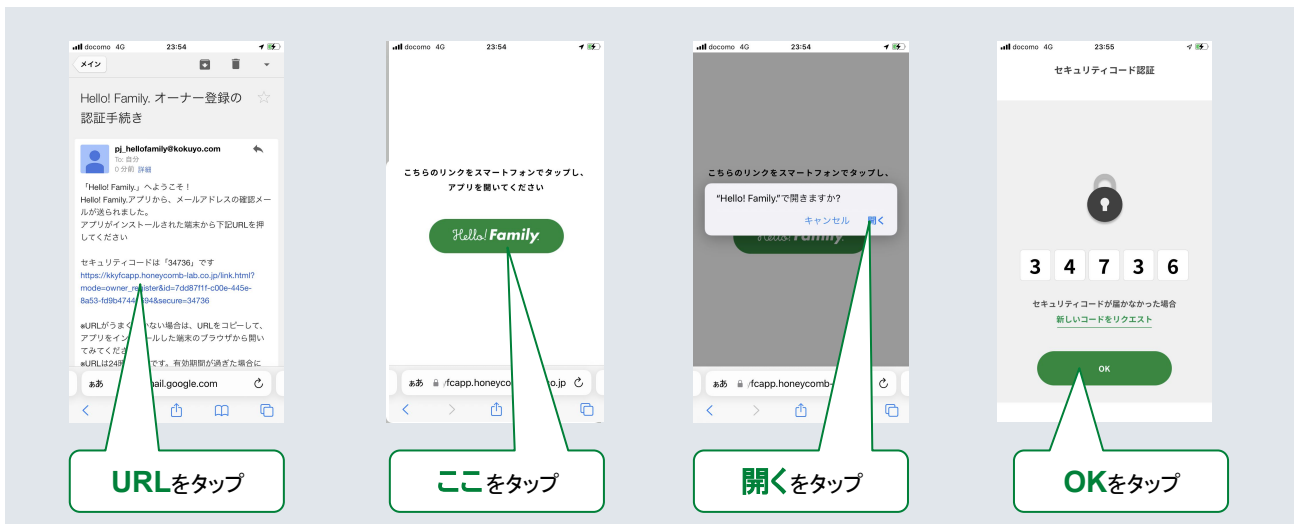 docomo 4G 23:54
メイン
Hello! Family. オーナー登録の
認証手続き
pj_hellofamily@kokuyo.com
To: 自分
0 分前 詳細
「Hello! Family.」へようこそ！
Hello! Family.アプリから、メールアドレスの確認メー
ルが送られました。
アプリがインストールされた端末から下記URLを押
してください
セキュリティコードは「34736」です
https://kkyfcapp.honeycomb-lab.co.jp/link.html?
mode=owner_register&id=7dd87f1f-c00e-445e-
8a53-fd9b4744 594&secure=34736
※URLがうまく かない場合は、URLをコピーして、
アプリをイン ールした端末のブラウザから開い
てみてくだ
※URLは24時 です。有効期間が過ぎた場合に
ああ ail.google.com
URLをタップ
docomo 4G 23:54
こちらのリンクをスマートフォンでタップし、
アプリを開いてください
Hello! Family.
ああ /fcapp.honeyco o.jp
ここをタップ
docomo 4G 23:54
こちらのリンクをスマートフォンでタップし、
"Hello! Family."で開きますか?
キャンセル 開く
Hello! Family.
ああ /fcapp.honeycomb-
開くをタップ
docomo 4G 23:55
セキュリティコード認証
3 4 7 3 6
セキュリティコードが届かなかった場合
新しいコードをリクエスト
OK
OKをタップ